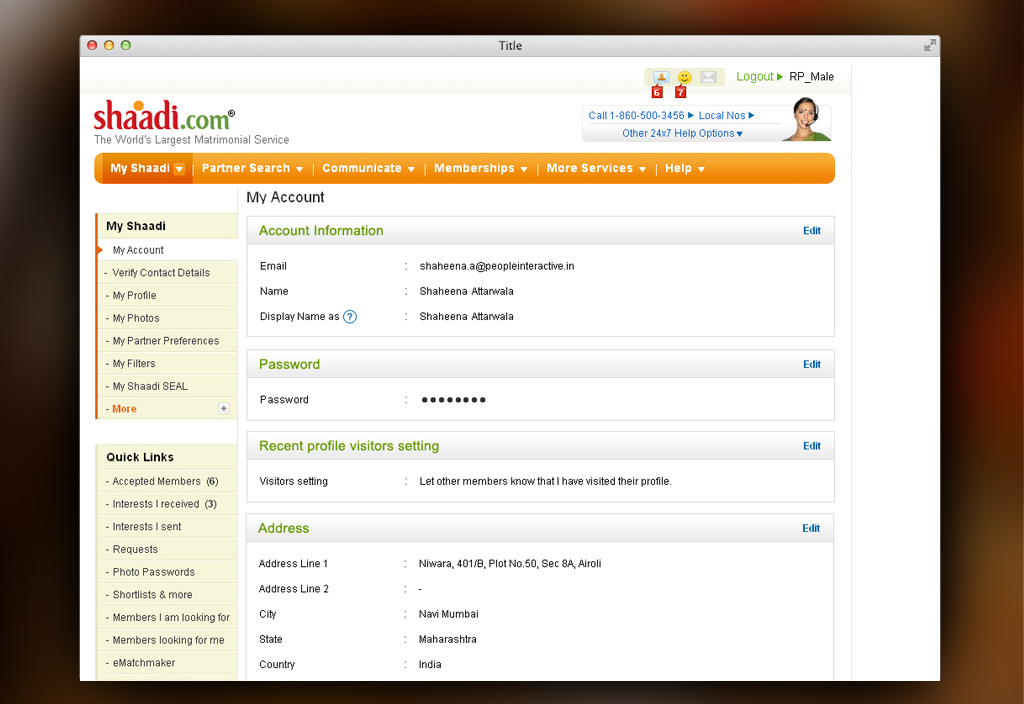 Title
6 7 Logout RP_Male
shaadi.com®
The World's Largest Matrimonial Service
Call 1-860-500-3456 Local Nos
Other 24x7 Help Options
My Shaadi | Partner Search | Communicate | Memberships | More Services | Help
My Account
My Shaadi
My Account
- Verify Contact Details
- My Profile
- My Photos
- My Partner Preferences
- My Filters
- My Shaadi SEAL
- More +
Quick Links
- Accepted Members (6)
- Interests I received (3)
- Interests I sent
- Requests
- Photo Passwords
- Shortlists & more
- Members I am looking for
- Members looking for me
- eMatchmaker
Account Information Edit
Email : shaheena.a@peopleinteractive.in
Name : Shaheena Attarwala
Display Name as ? : Shaheena Attarwala
Password Edit
Password : ••••••••
Recent profile visitors setting Edit
Visitors setting : Let other members know that I have visited their profile.
Address Edit
Address Line 1 : Niwara, 401/B, Plot No.50, Sec 8A, Airoli
Address Line 2 : -
City : Navi Mumbai
State : Maharashtra
Country : India